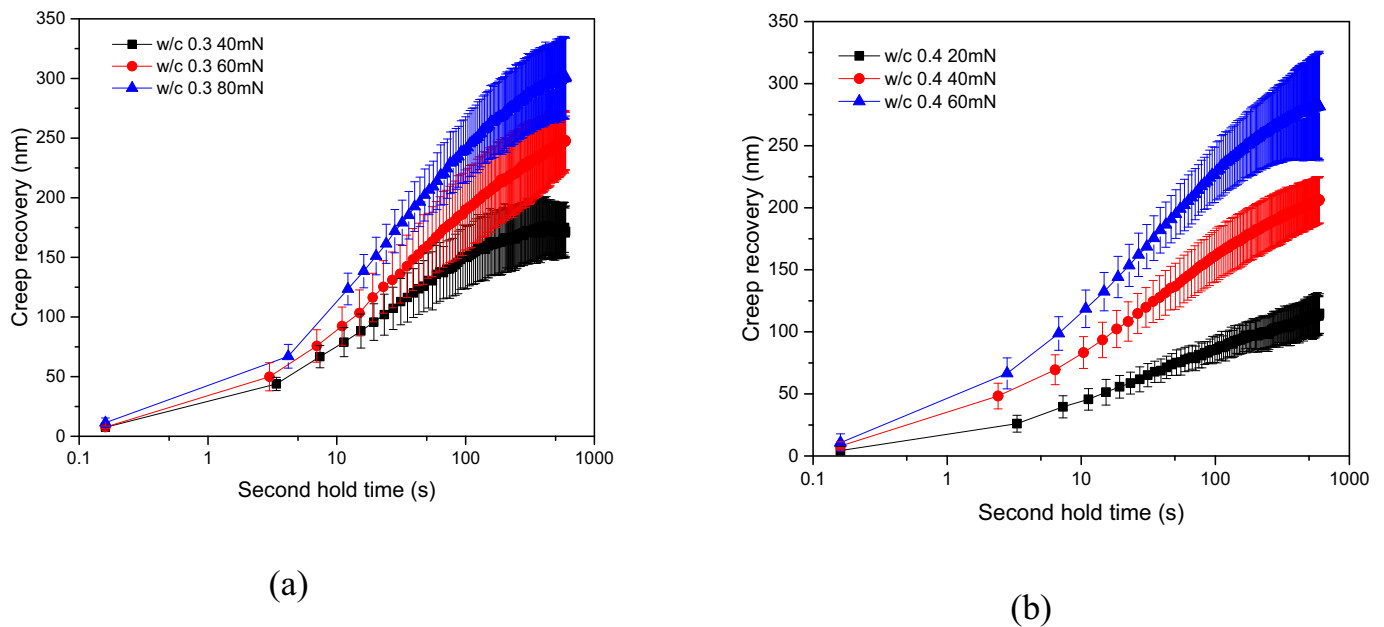 350
300
250
200
150
100
50
0
Creep recovery (nm)
w/c 0.3 40mN
w/c 0.3 60mN
w/c 0.3 80mN
0.1 1 10 100 1000
Second hold time (s)
(a)
350
300
250
200
150
100
50
0
Creep recovery (nm)
w/c 0.4 20mN
w/c 0.4 40mN
w/c 0.4 60mN
0.1 1 10 100 1000
Second hold time (s)
(b)